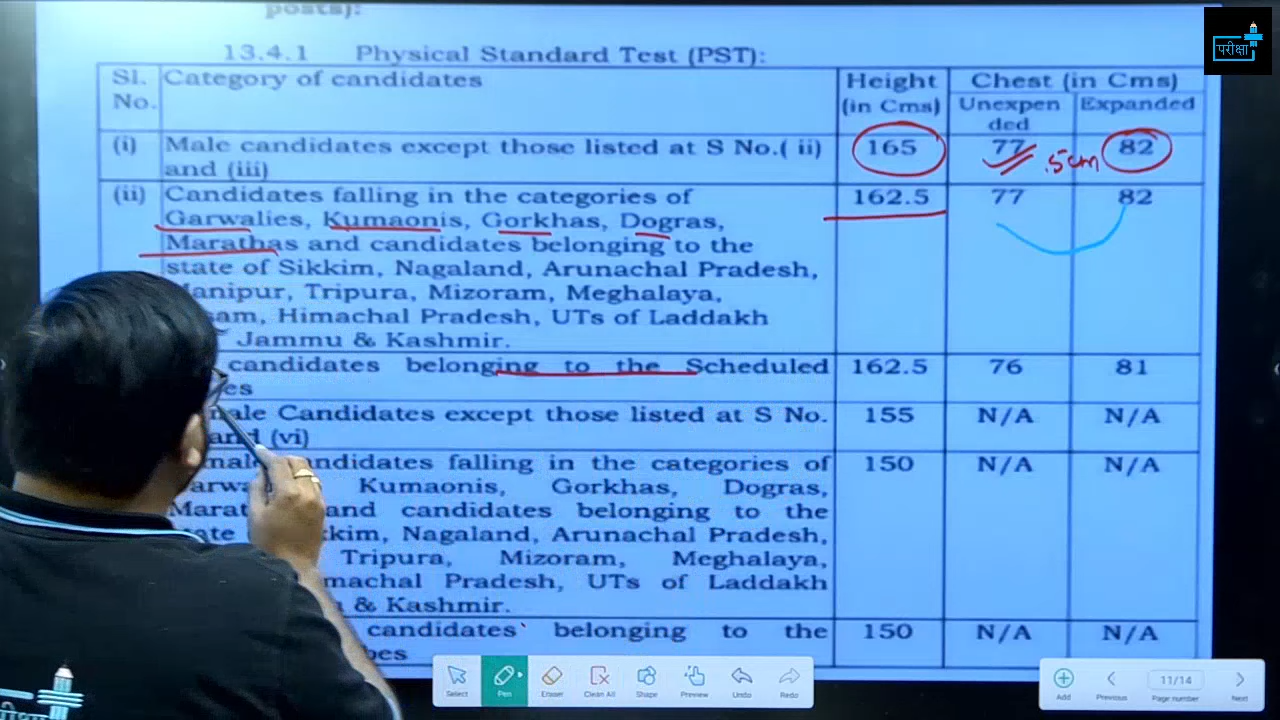 posts):
परीक्षा
13.4.1 Physical Standard Test (PST):
Sl. No. Category of candidates Height (in Cms) Chest (in Cms)
Unexpen ded Expanded
(i) Male candidates except those listed at S No.( ii) 165 77 82
.5cm
and (iii)
(ii) Candidates falling in the categories of 162.5 77 82
Garwalies, Kumaonis, Gorkhas, Dogras,
Marathas and candidates belonging to the
state of Sikkim, Nagaland, Arunachal Pradesh,
Manipur, Tripura, Mizoram, Meghalaya,
Himachal Pradesh, UTs of Laddakh
Jammu & Kashmir.
candidates belonging to the Scheduled 162.5 76 81
Candidates except those listed at S No. 155 N/A N/A
and (vi)
candidates falling in the categories of 150 N/A N/A
Kumaonis, Gorkhas, Dogras,
and candidates belonging to the
Nagaland, Arunachal Pradesh,
Tripura, Mizoram, Meghalaya,
Pradesh, UTs of Laddakh
& Kashmir.
candidates belonging to the 150 N/A N/A
Select Pen Eraser Clean All Shape Preview Undo Redo
Add Previous 11/14 Page number Next